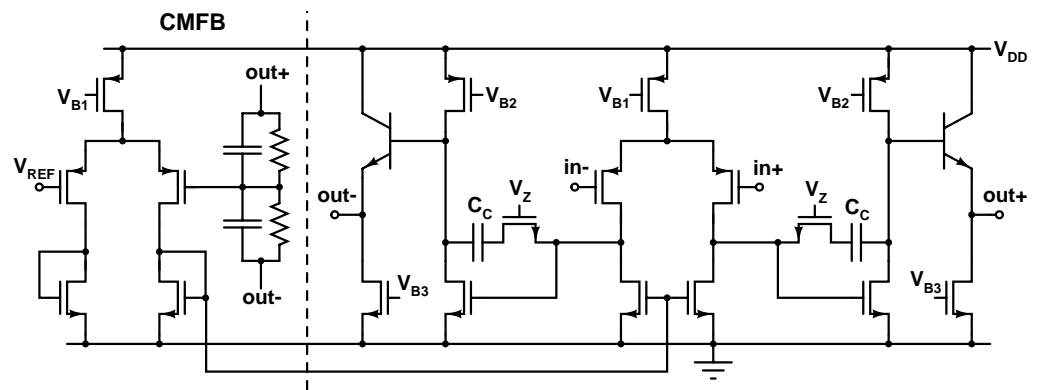 CMFB
V_DD
out+
V_B1
V_B2
V_B1
V_B2
V_REF
in-
in+
out-
V_Z
V_Z
out+
C_C
C_C
out-
V_B3
V_B3